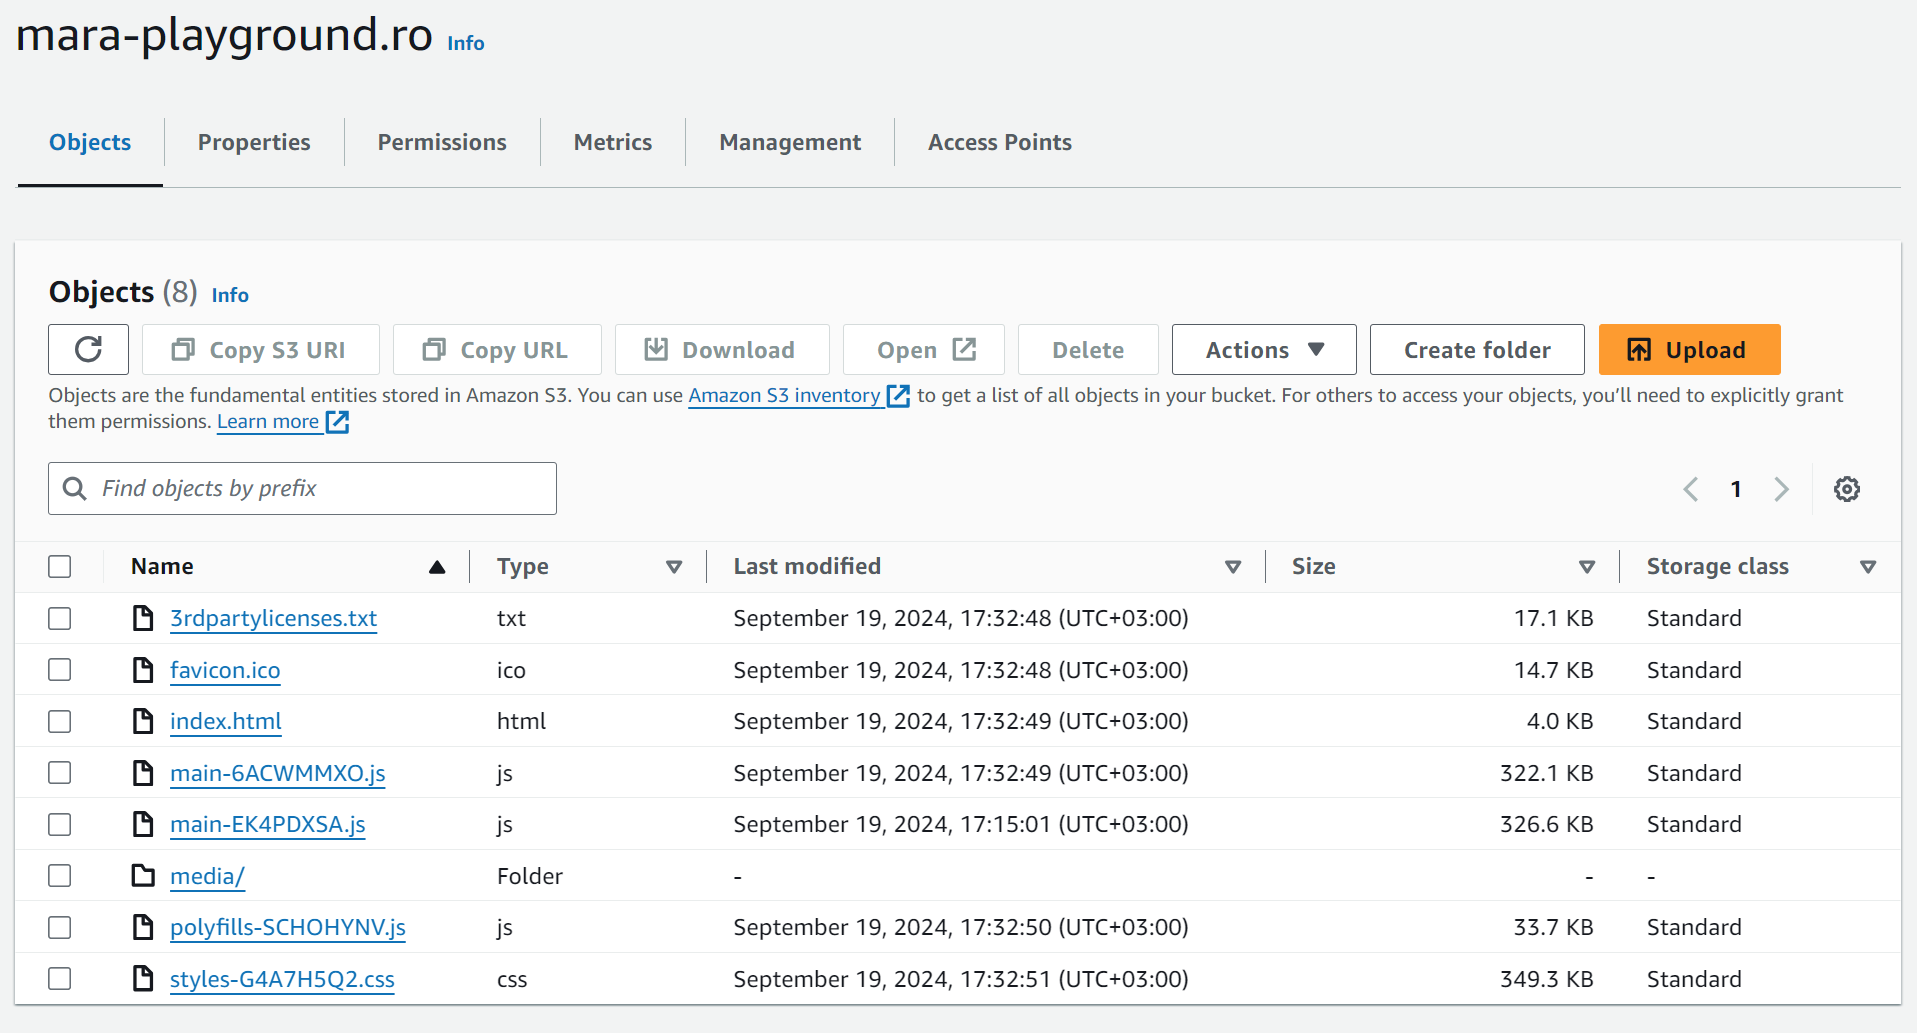 mara-playground.ro Info
Objects Properties Permissions Metrics Management Access Points
Objects (8) Info
Copy S3 URI Copy URL Download Open Delete Actions Create folder Upload
Objects are the fundamental entities stored in Amazon S3. You can use Amazon S3 inventory to get a list of all objects in your bucket. For others to access your objects, you’ll need to explicitly grant
them permissions. Learn more
Find objects by prefix 1
Name Type Last modified Size Storage class
3rdpartylicenses.txt txt September 19, 2024, 17:32:48 (UTC+03:00) 17.1 KB Standard
favicon.ico ico September 19, 2024, 17:32:48 (UTC+03:00) 14.7 KB Standard
index.html html September 19, 2024, 17:32:49 (UTC+03:00) 4.0 KB Standard
main-6ACWMMXO.js js September 19, 2024, 17:32:49 (UTC+03:00) 322.1 KB Standard
main-EK4PDXSA.js js September 19, 2024, 17:15:01 (UTC+03:00) 326.6 KB Standard
media/ Folder - - -
polyfills-SCHOHYNV.js js September 19, 2024, 17:32:50 (UTC+03:00) 33.7 KB Standard
styles-G4A7H5Q2.css css September 19, 2024, 17:32:51 (UTC+03:00) 349.3 KB Standard